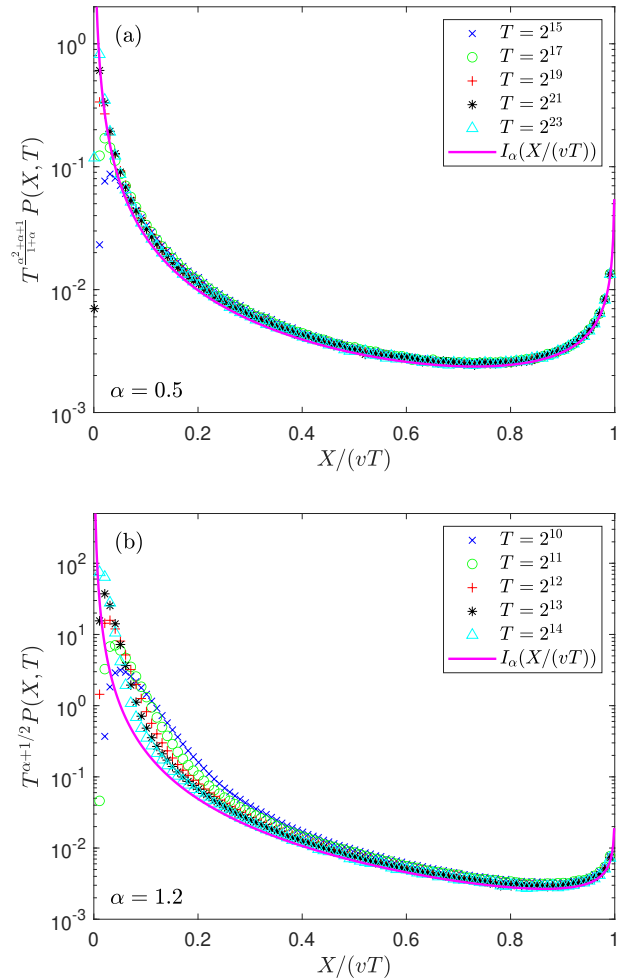 (a)
T = 2^15
T = 2^17
T = 2^19
T = 2^21
T = 2^23
I_α(X/(vT))
10^0
10^-1
10^-2
10^-3
T^{(α^2+α+1)/(1+α)} P(X, T)
α = 0.5
0 0.2 0.4 0.6 0.8 1
X/(vT)
(b)
T = 2^10
T = 2^11
T = 2^12
T = 2^13
T = 2^14
I_α(X/(vT))
10^2
10^1
10^0
10^-1
10^-2
10^-3
T^{α+1/2} P(X, T)
α = 1.2
0 0.2 0.4 0.6 0.8 1
X/(vT)